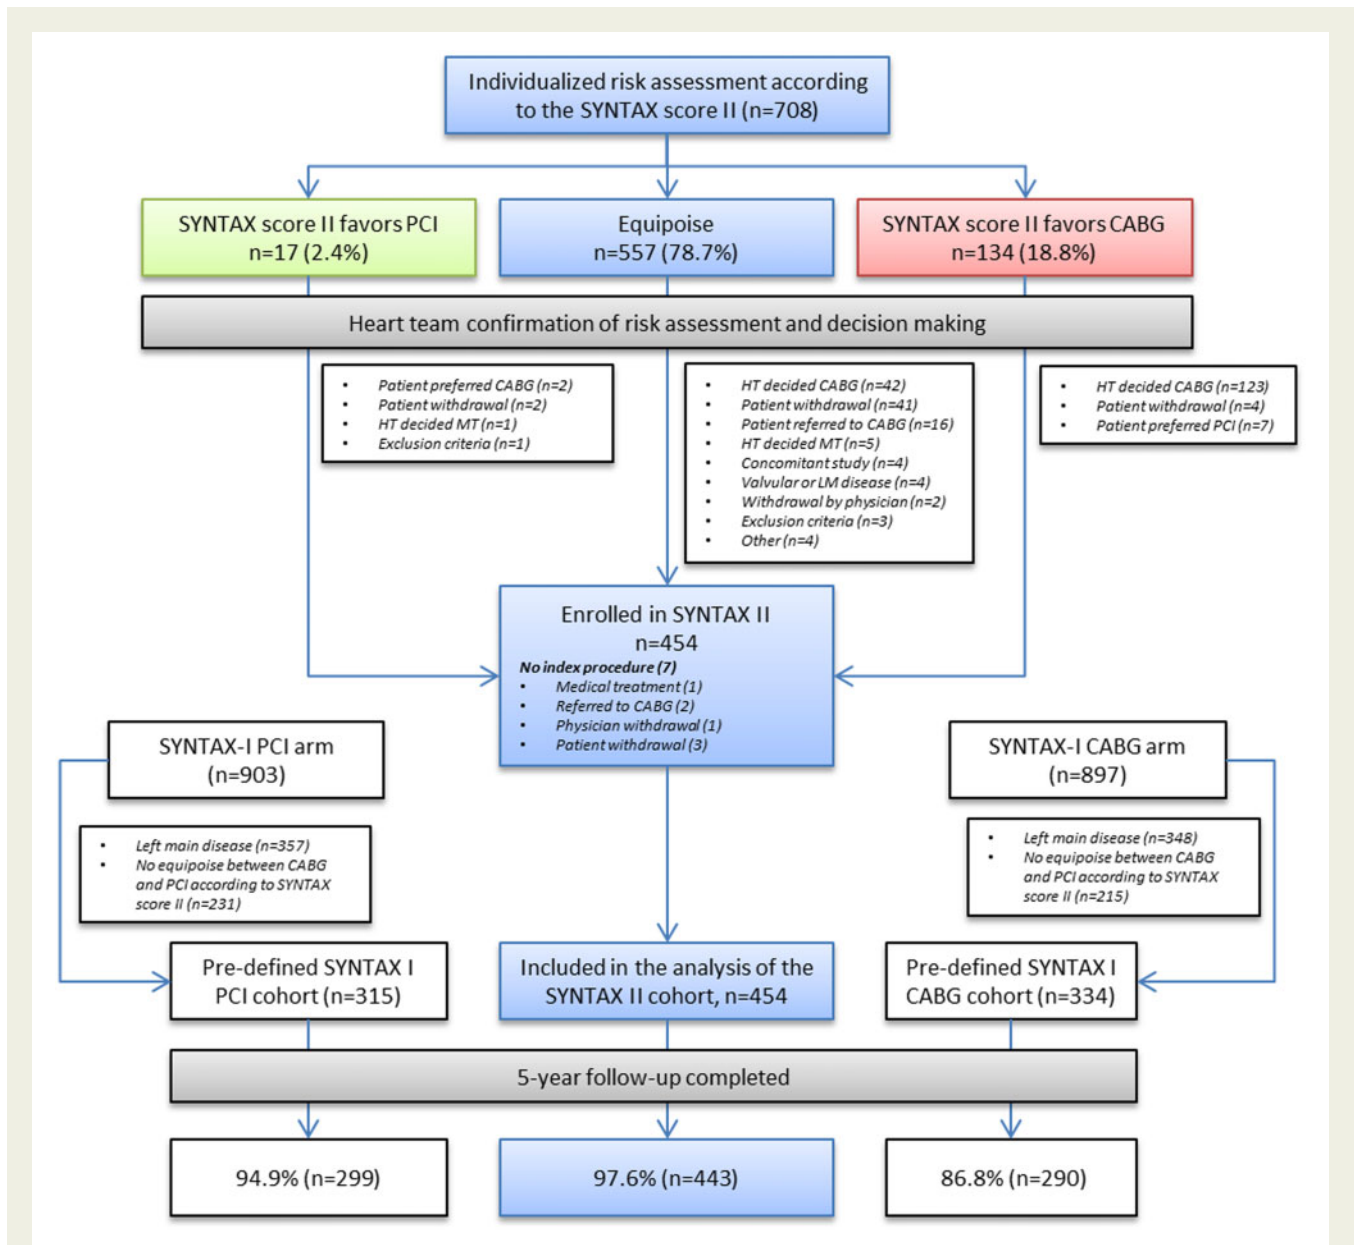 Individualized risk assessment according
to the SYNTAX score II (n=708)
SYNTAX score II favors PCI
n=17 (2.4%)
Equipoise
n=557 (78.7%)
SYNTAX score II favors CABG
n=134 (18.8%)
Heart team confirmation of risk assessment and decision making
• Patient preferred CABG (n=2)
• Patient withdrawal (n=2)
• HT decided MT (n=1)
• Exclusion criteria (n=1)
• HT decided CABG (n=42)
• Patient withdrawal (n=41)
• Patient referred to CABG (n=16)
• HT decided MT (n=5)
• Concomitant study (n=4)
• Valvular or LM disease (n=4)
• Withdrawal by physician (n=2)
• Exclusion criteria (n=3)
• Other (n=4)
• HT decided CABG (n=123)
• Patient withdrawal (n=4)
• Patient preferred PCI (n=7)
Enrolled in SYNTAX II
n=454
No index procedure (7)
• Medical treatment (1)
• Referred to CABG (2)
• Physician withdrawal (1)
• Patient withdrawal (3)
SYNTAX-I PCI arm
(n=903)
SYNTAX-I CABG arm
(n=897)
• Left main disease (n=357)
• No equipoise between CABG
and PCI according to SYNTAX
score II (n=231)
• Left main disease (n=348)
• No equipoise between CABG
and PCI according to SYNTAX
score II (n=215)
Pre-defined SYNTAX I
PCI cohort (n=315)
Included in the analysis of the
SYNTAX II cohort, n=454
Pre-defined SYNTAX I
CABG cohort (n=334)
5-year follow-up completed
94.9% (n=299)
97.6% (n=443)
86.8% (n=290)